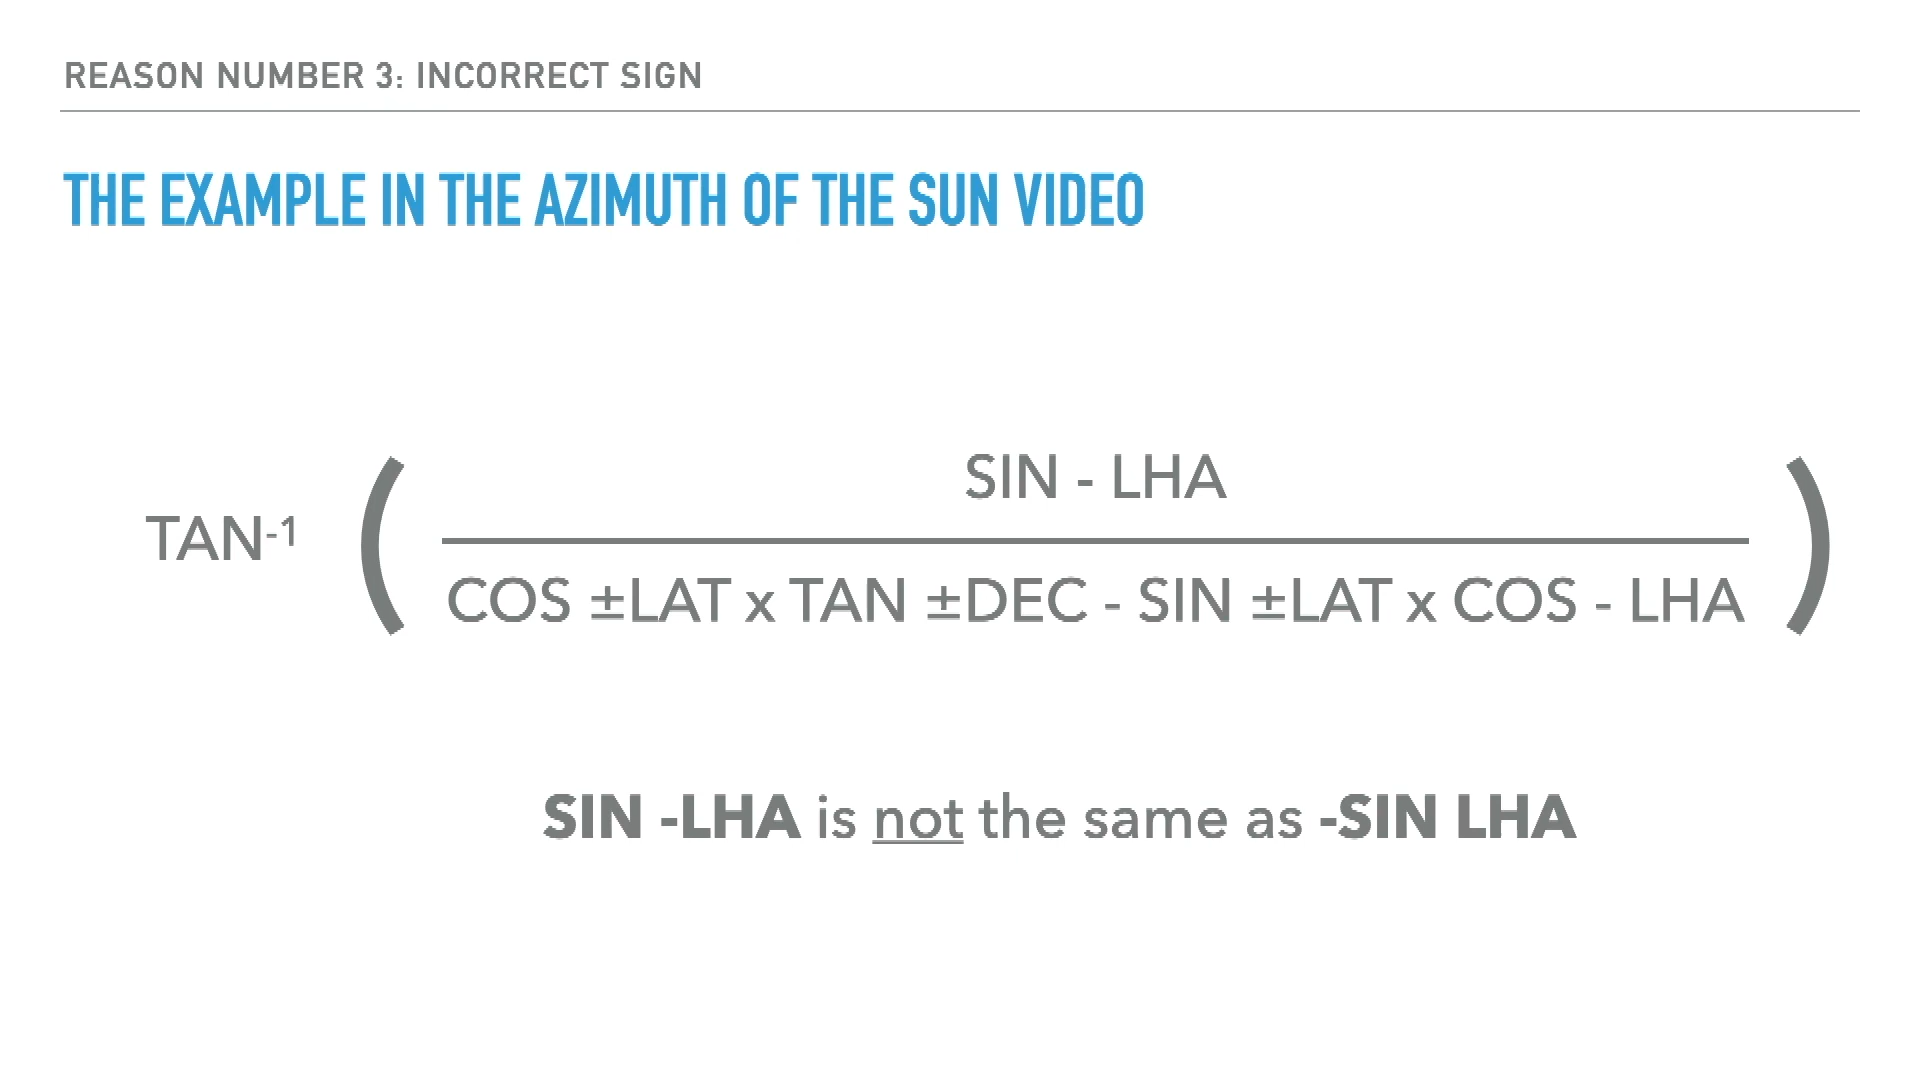 REASON NUMBER 3: INCORRECT SIGN
THE EXAMPLE IN THE AZIMUTH OF THE SUN VIDEO
SIN - LHA
TAN-1
COS ±LAT x TAN ±DEC - SIN ±LAT x COS - LHA
SIN -LHA is not the same as -SIN LHA